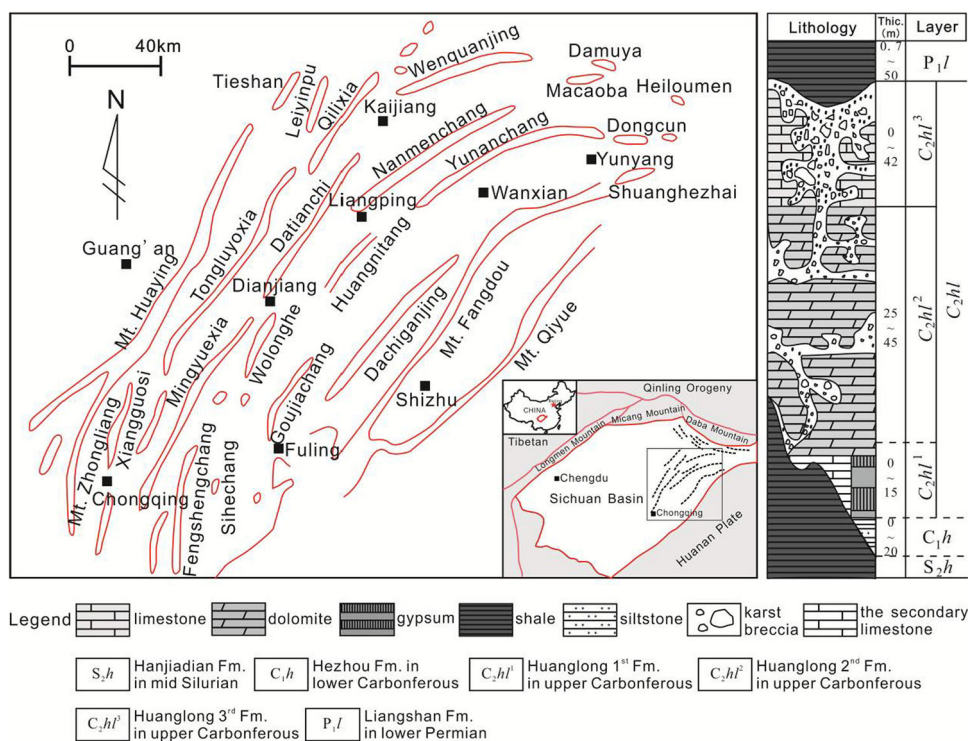 0 40km
N
Tieshan
Leiyinpu
Qilixia
Wenquanjing
Kaijiang
Damuya
Macaoba
Heiloumen
Nanmenchang
Yunanchang
Dongcun
Yunyang
Wanxian
Shuanghezhai
Liangping
Guang' an
Mt. Huaying
Tongluyoxia
Datianchi
Huangnitang
Dianjiang
Mt. Fangdou
Mt. Qiyue
Dachiganjing
Mingyuexia
Wolonghe
Goujiachang
Shizhu
Mt. Zhongliang
Xiangguosi
Fuling
Chongqing
Fengshengchang
Sihechang
CHINA
Qinling Orogeny
Tibetan
Longmen Mountain
Micang Mountain
Daba Mountain
Chengdu
Sichuan Basin
Chongqing
Huanan Plate
Lithology Thic. (m) Layer
0. 7
~
50
P₁l
0
~
42
C₂hl³
25
~
45
C₂hl²
C₂hl
0
~
15
C₂hl¹
0
~
20
C₁h
S₂h
Legend limestone dolomite gypsum shale siltstone karst breccia the secondary limestone
S₂h Hanjiadian Fm. in mid Silurian
C₁h Hezhou Fm. in lower Carbonferous
C₂hl¹ Huanglong 1st Fm. in upper Carbonferous
C₂hl² Huanglong 2nd Fm. in upper Carbonferous
C₂hl³ Huanglong 3rd Fm. in upper Carbonferous
P₁l Liangshan Fm. in lower Permian